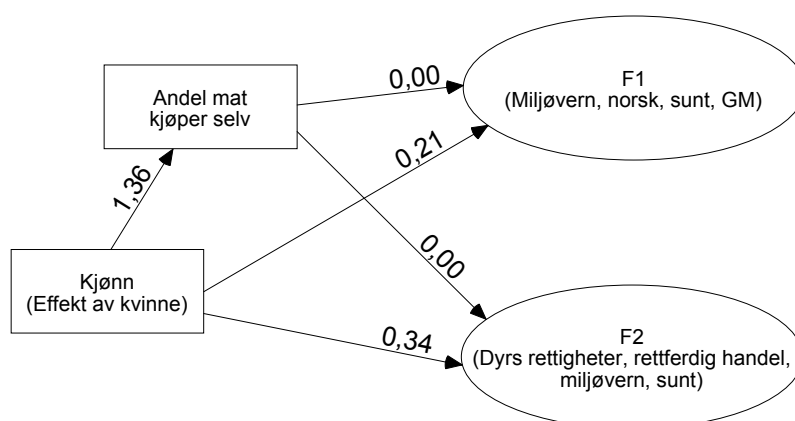 Andel mat
kjøper selv
0,00
F1
(Miljøvern, norsk, sunt, GM)
0,21
1,36
0,00
Kjønn
(Effekt av kvinne)
0,34
F2
(Dyrs rettigheter, rettferdig handel,
miljøvern, sunt)